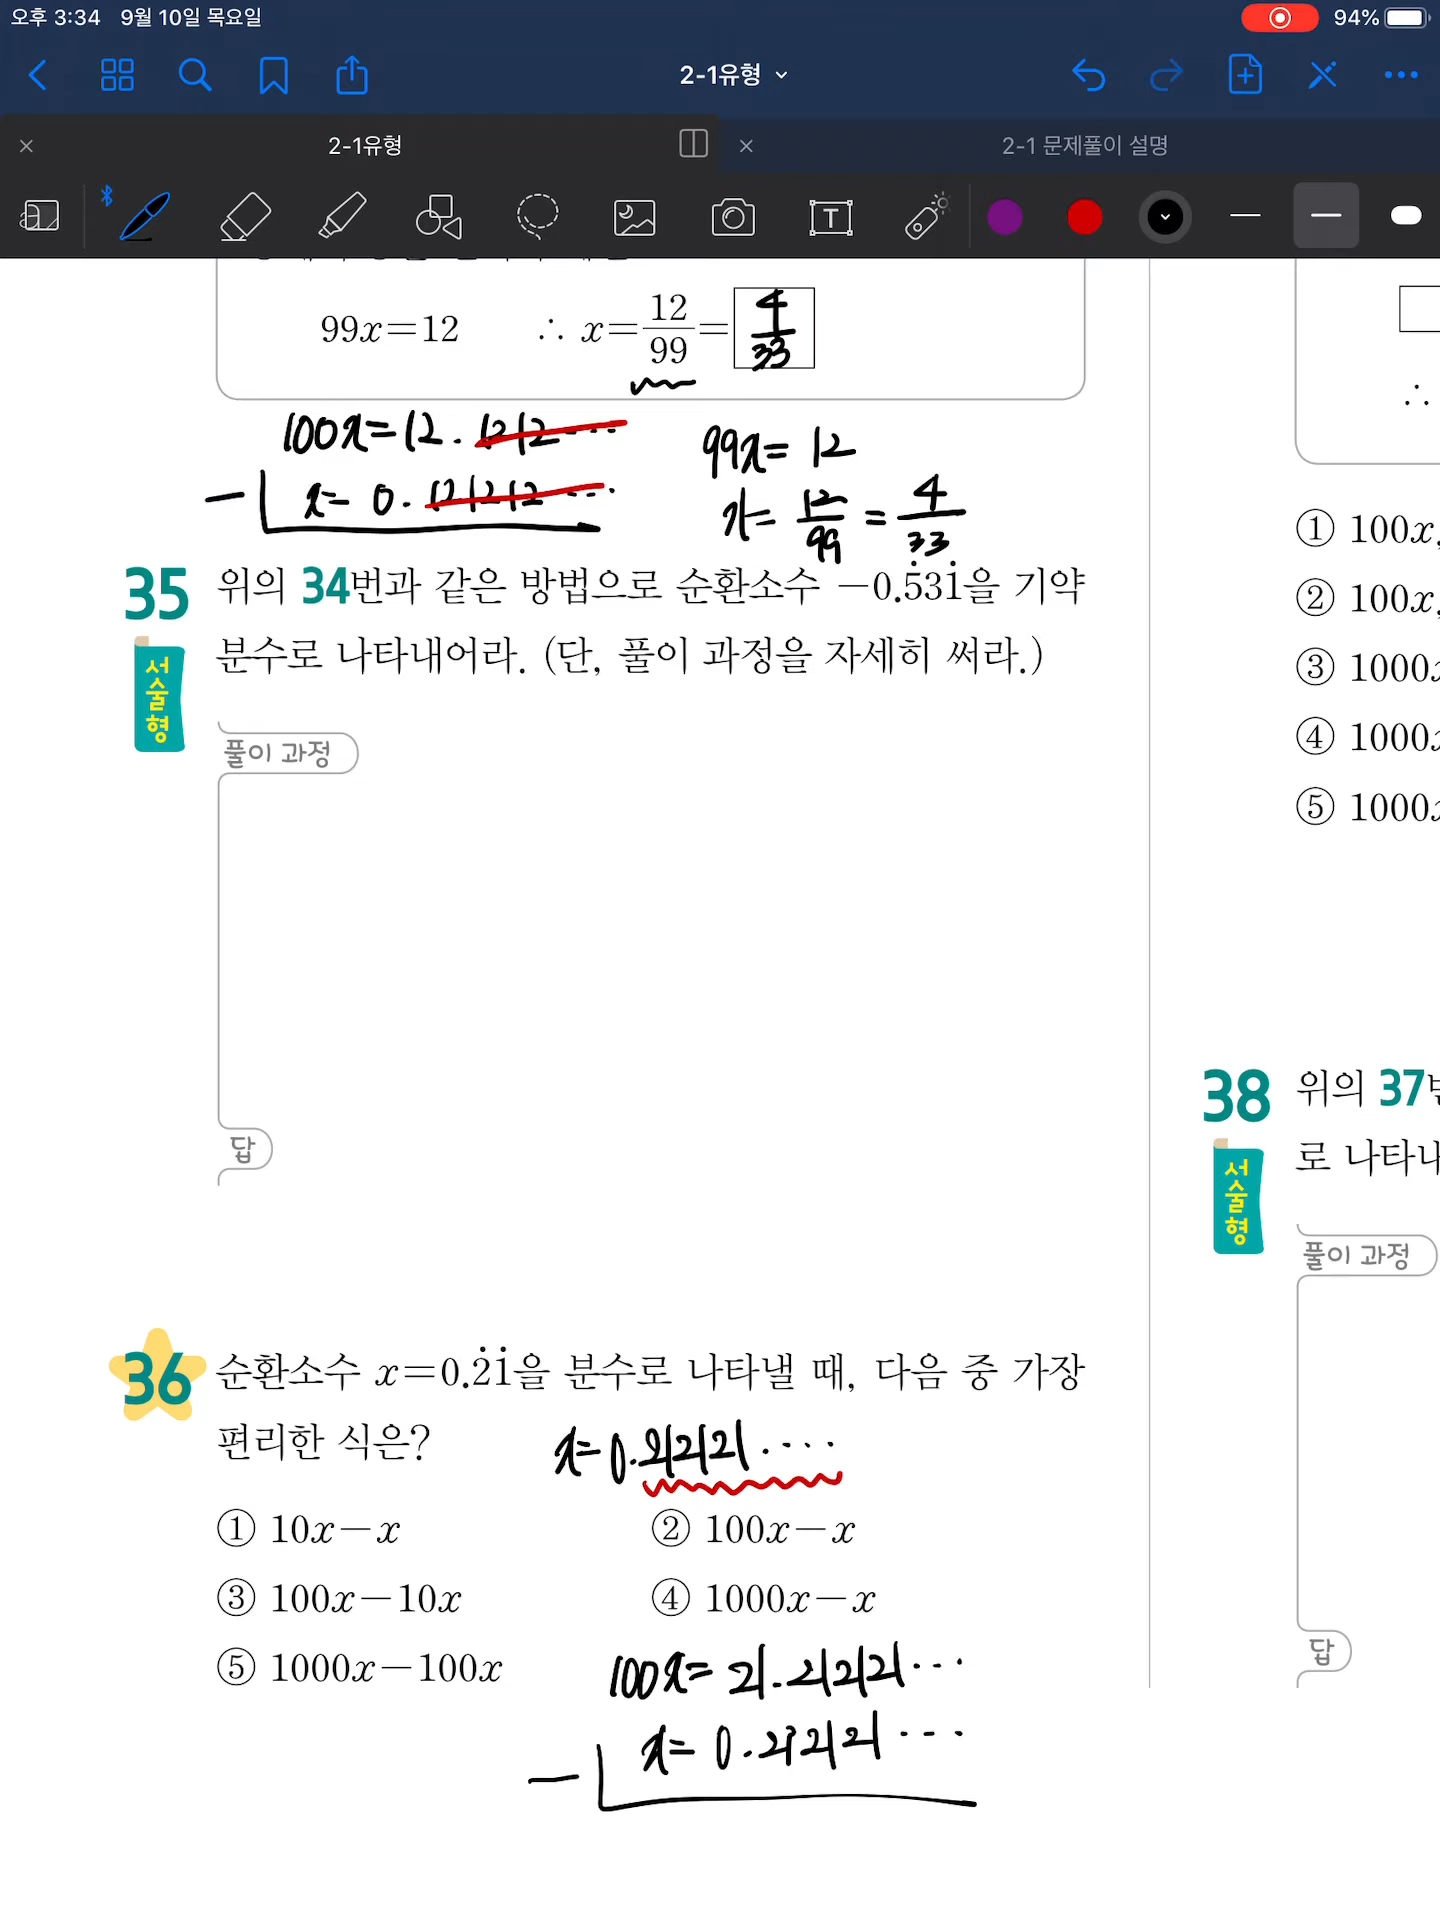 오후 3:34 9월 10일 목요일 94%
2-1유형
2-1유형
2-1 문제풀이 설명
99x=12 ∴ x=12/99=4/33
100x=12.1212···
− x=0.121212···
99x=12
x=12/99=4/33
35 위의 34번과 같은 방법으로 순환소수 −0.5̇31̇을 기약
분수로 나타내어라. (단, 풀이 과정을 자세히 써라.)
서술형
풀이 과정
답
36 순환소수 x=0.2̇1̇을 분수로 나타낼 때, 다음 중 가장
편리한 식은?
x=0.212121····
① 10x−x ② 100x−x
③ 100x−10x ④ 1000x−x
⑤ 1000x−100x
100x=21.212121···
− x=0.212121···
∴
① 100x,
② 100x,
③ 1000x
④ 1000x
⑤ 1000x
38 위의 37번
로 나타내
서술형
풀이 과정
답